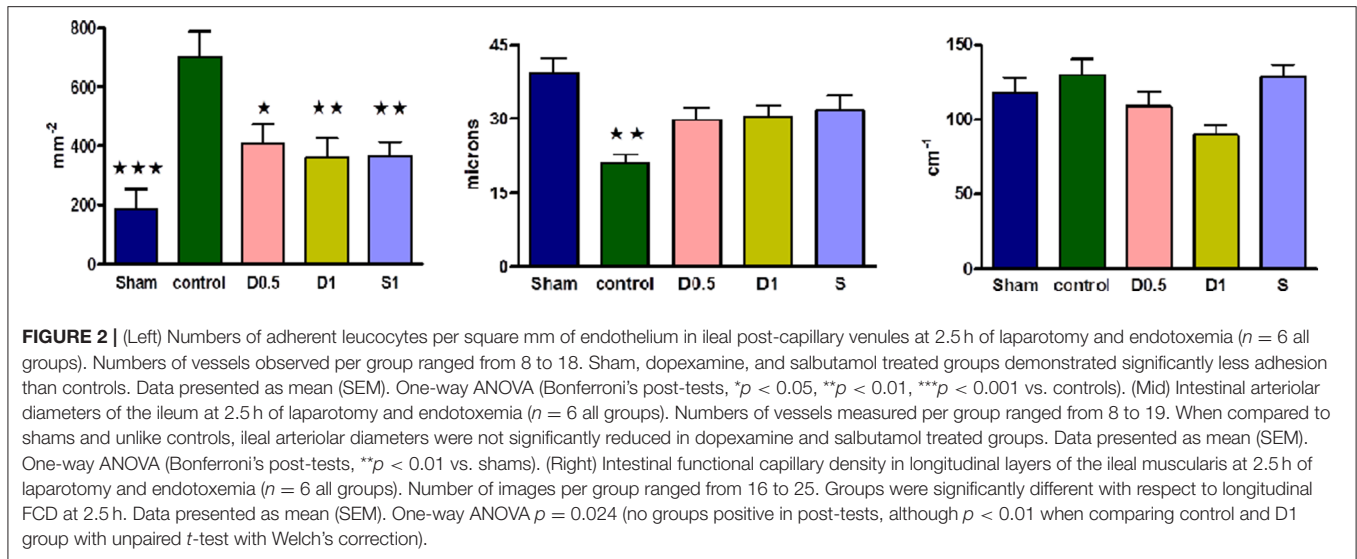 800
600
400
200
0
mm-2
★★★
★
★★
★★
Sham control D0.5 D1 S1
45
30
15
0
microns
★★
Sham control D0.5 D1 S
150
100
50
0
cm-1
Sham control D0.5 D1 S
FIGURE 2 | (Left) Numbers of adherent leucocytes per square mm of endothelium in ileal post-capillary venules at 2.5 h of laparotomy and endotoxemia (n = 6 all
groups). Numbers of vessels observed per group ranged from 8 to 18. Sham, dopexamine, and salbutamol treated groups demonstrated significantly less adhesion
than controls. Data presented as mean (SEM). One-way ANOVA (Bonferroni's post-tests, *p < 0.05, **p < 0.01, ***p < 0.001 vs. controls). (Mid) Intestinal arteriolar
diameters of the ileum at 2.5 h of laparotomy and endotoxemia (n = 6 all groups). Numbers of vessels measured per group ranged from 8 to 19. When compared to
shams and unlike controls, ileal arteriolar diameters were not significantly reduced in dopexamine and salbutamol treated groups. Data presented as mean (SEM).
One-way ANOVA (Bonferroni's post-tests, **p < 0.01 vs. shams). (Right) Intestinal functional capillary density in longitudinal layers of the ileal muscularis at 2.5 h of
laparotomy and endotoxemia (n = 6 all groups). Number of images per group ranged from 16 to 25. Groups were significantly different with respect to longitudinal
FCD at 2.5 h. Data presented as mean (SEM). One-way ANOVA p = 0.024 (no groups positive in post-tests, although p < 0.01 when comparing control and D1
group with unpaired t-test with Welch's correction).